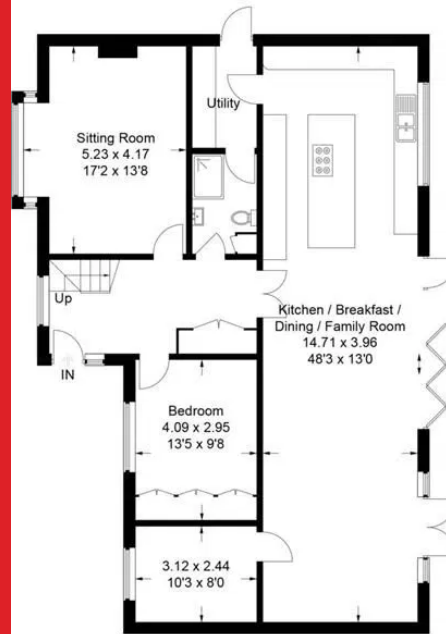 Utility
Sitting Room
5.23 x 4.17
17'2 x 13'8
Up
IN
Kitchen / Breakfast /
Dining / Family Room
14.71 x 3.96
48'3 x 13'0
Bedroom
4.09 x 2.95
13'5 x 9'8
3.12 x 2.44
10'3 x 8'0